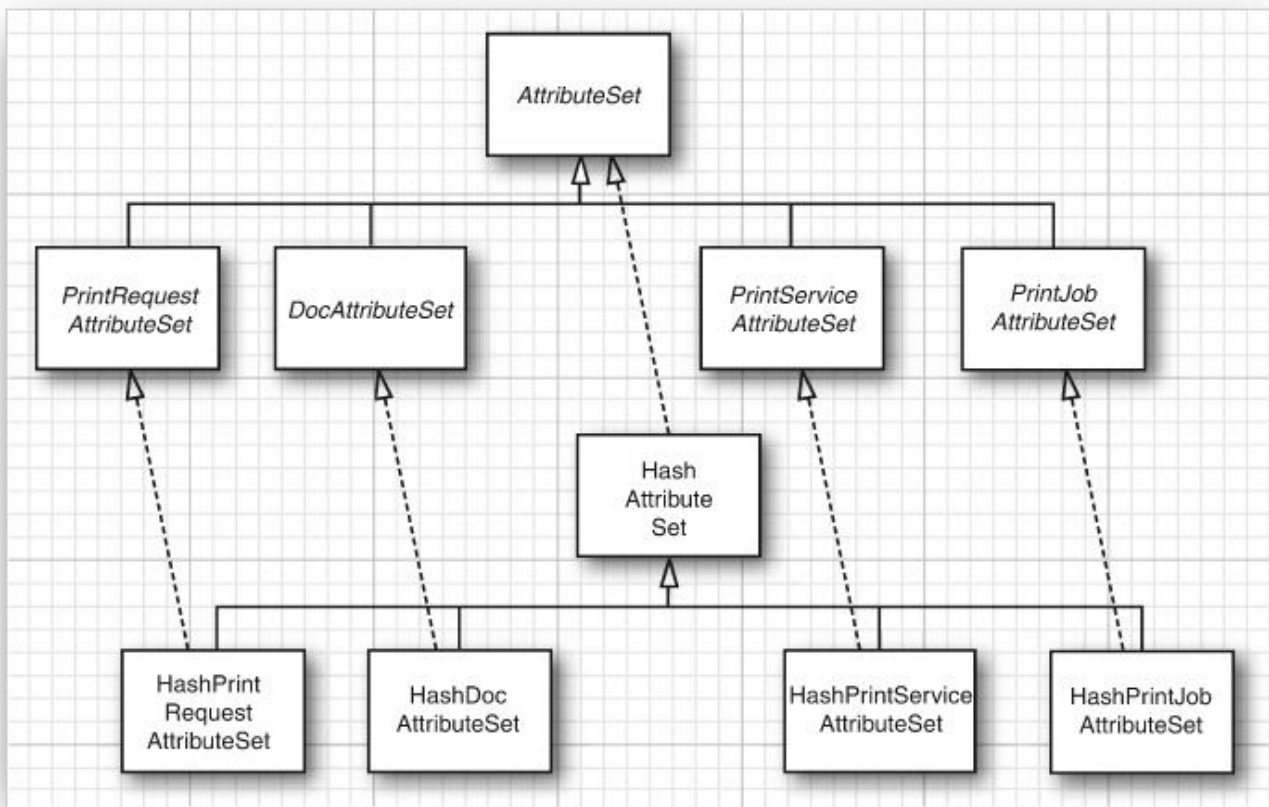 AttributeSet
PrintRequest
AttributeSet
DocAttributeSet
PrintService
AttributeSet
PrintJob
AttributeSet
Hash
Attribute
Set
HashPrint
Request
AttributeSet
HashDoc
AttributeSet
HashPrintService
AttributeSet
HashPrintJob
AttributeSet